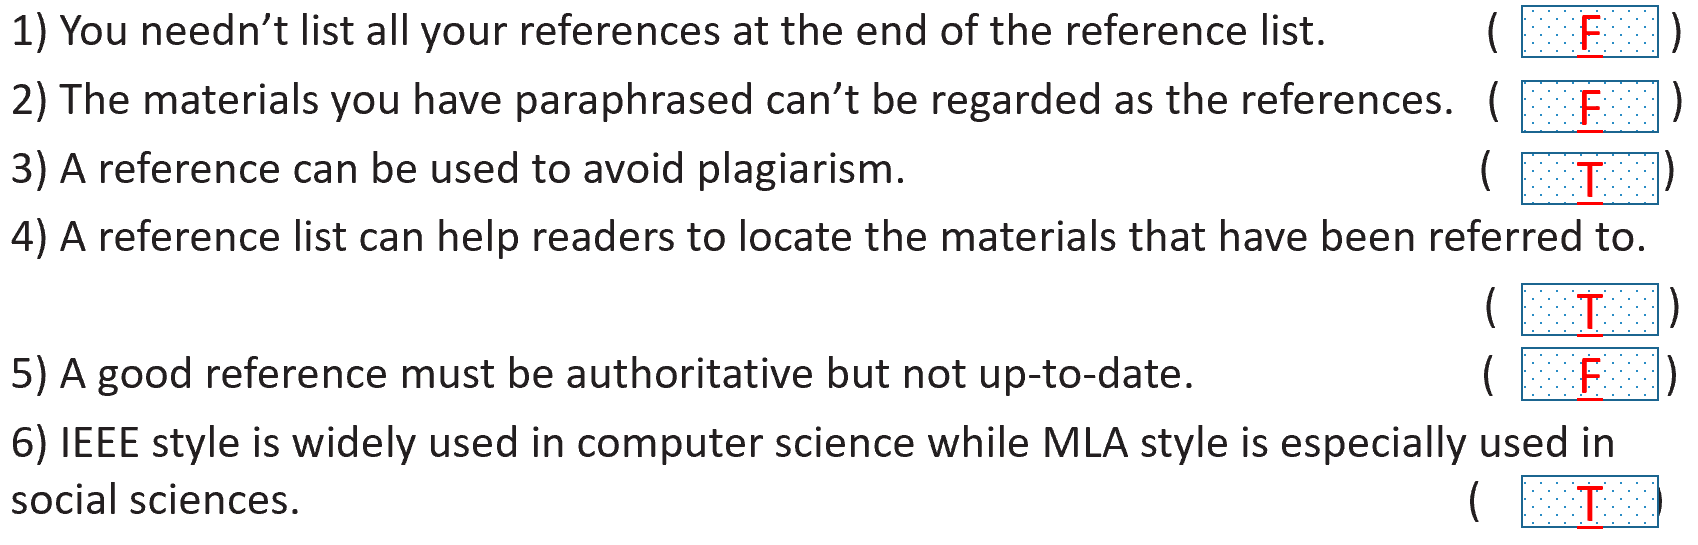 1) You needn’t list all your references at the end of the reference list. ( F )
2) The materials you have paraphrased can’t be regarded as the references. ( F )
3) A reference can be used to avoid plagiarism. ( T )
4) A reference list can help readers to locate the materials that have been referred to.
( T )
5) A good reference must be authoritative but not up-to-date. ( F )
6) IEEE style is widely used in computer science while MLA style is especially used in
social sciences. ( T )